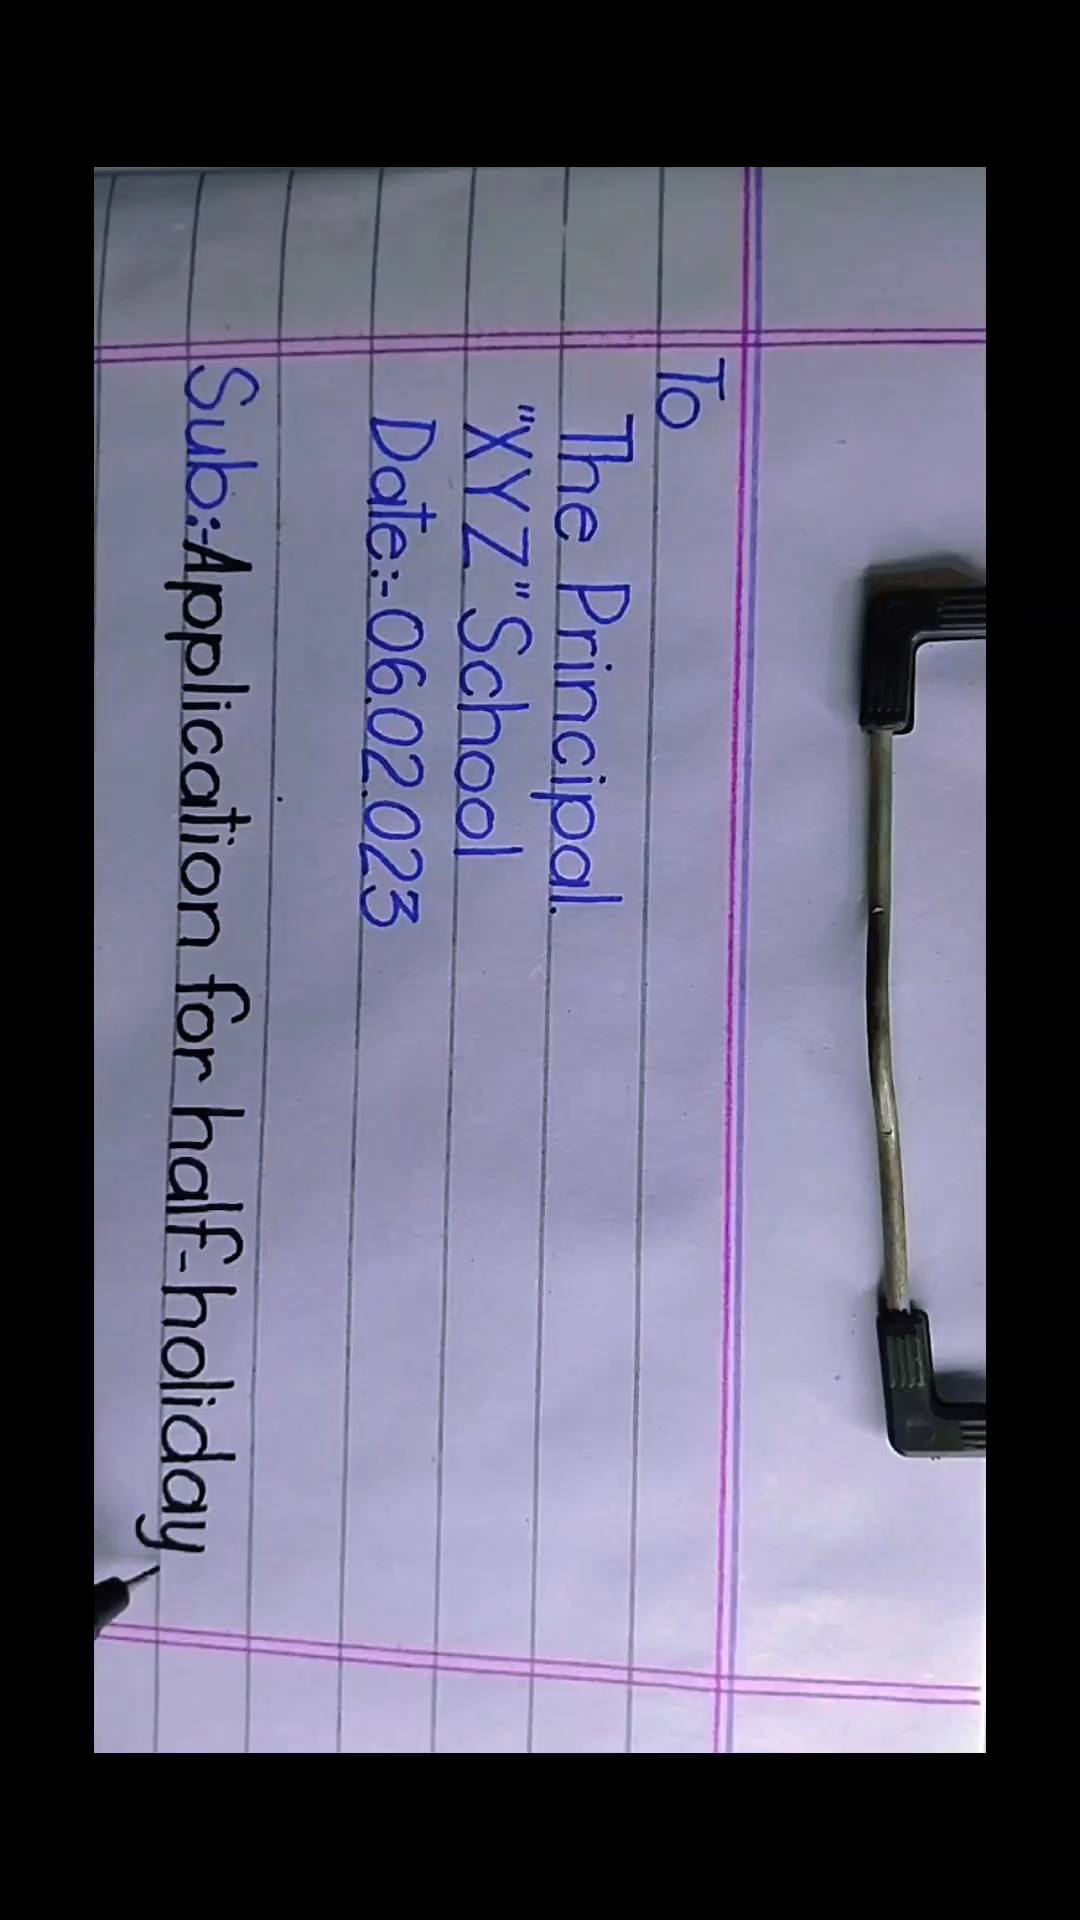 To
The Principal.
"XYZ" School
Date:-06.02.023
Sub:-Application for half-holiday